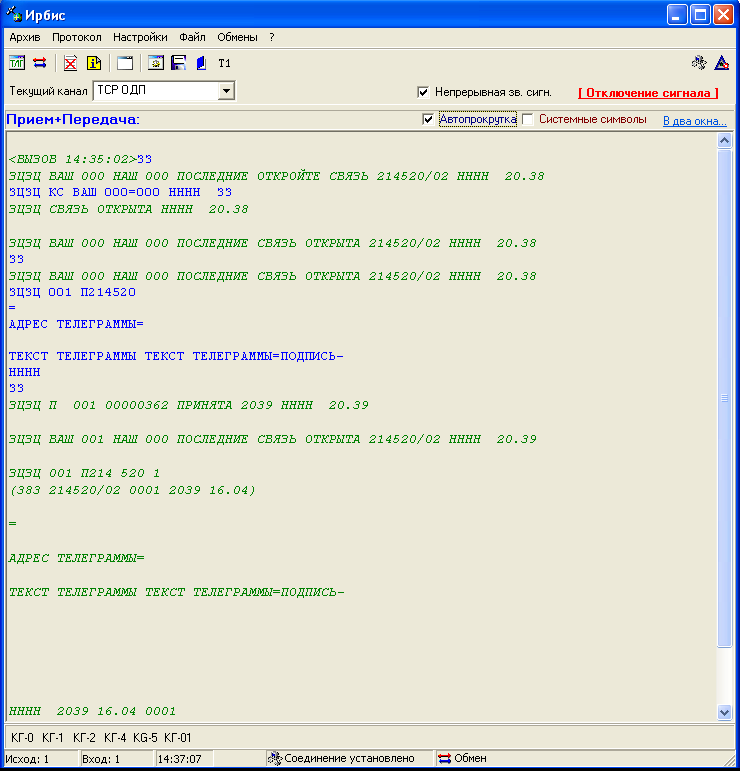 Ирбис
Архив Протокол Настройки Файл Обмены ?
ТЛГ T1
Текущий канал TCP ОДП Непрерывная зв. сигн. [ Отключение сигнала ]
Прием+Передача: Автопрокрутка Системные символы В два окна...
<ВЫЗОВ 14:35:02>ЗЗ
ЗЦЗЦ ВАШ 000 НАШ 000 ПОСЛЕДНИЕ ОТКРОЙТЕ СВЯЗЬ 214520/02 НННН 20.38
ЗЦЗЦ КС ВАШ 000=000 НННН ЗЗ
ЗЦЗЦ СВЯЗЬ ОТКРЫТА НННН 20.38
ЗЦЗЦ ВАШ 000 НАШ 000 ПОСЛЕДНИЕ СВЯЗЬ ОТКРЫТА 214520/02 НННН 20.38
ЗЗ
ЗЦЗЦ ВАШ 000 НАШ 000 ПОСЛЕДНИЕ СВЯЗЬ ОТКРЫТА 214520/02 НННН 20.38
ЗЦЗЦ 001 П214520
=
АДРЕС ТЕЛЕГРАММЫ=
ТЕКСТ ТЕЛЕГРАММЫ ТЕКСТ ТЕЛЕГРАММЫ=ПОДПИСЬ-
НННН
ЗЗ
ЗЦЗЦ П 001 00000362 ПРИНЯТА 2039 НННН 20.39
ЗЦЗЦ ВАШ 001 НАШ 000 ПОСЛЕДНИЕ СВЯЗЬ ОТКРЫТА 214520/02 НННН 20.39
ЗЦЗЦ 001 П214 520 1
(383 214520/02 0001 2039 16.04)
=
АДРЕС ТЕЛЕГРАММЫ=
ТЕКСТ ТЕЛЕГРАММЫ ТЕКСТ ТЕЛЕГРАММЫ=ПОДПИСЬ-
НННН 2039 16.04 0001
КГ-0 КГ-1 КГ-2 КГ-4 KG-5 КГ-01
Исход: 1 Вход: 1 14:37:07 Соединение установлено Обмен